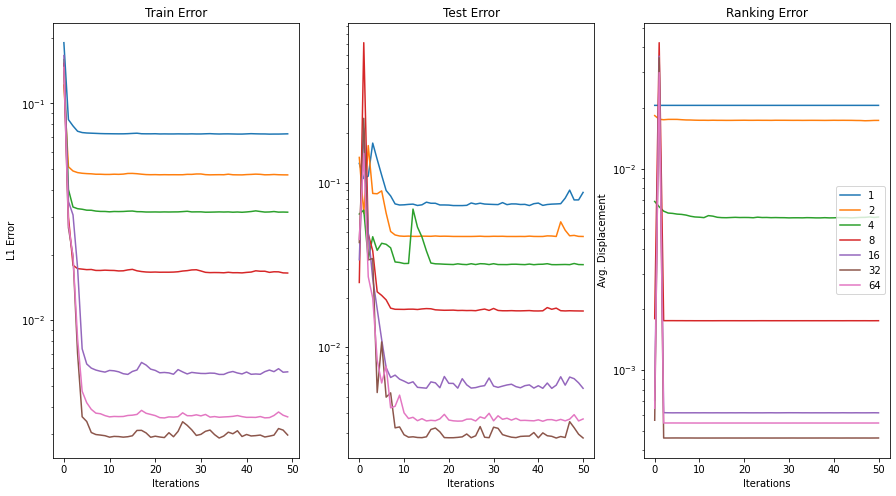 Train Error
Test Error
Ranking Error
L1 Error
10⁻¹
10⁻²
0 10 20 30 40 50
Iterations
10⁻¹
10⁻²
0 10 20 30 40 50
Iterations
Avg. Displacement
10⁻²
10⁻³
0 10 20 30 40 50
Iterations
1
2
4
8
16
32
64